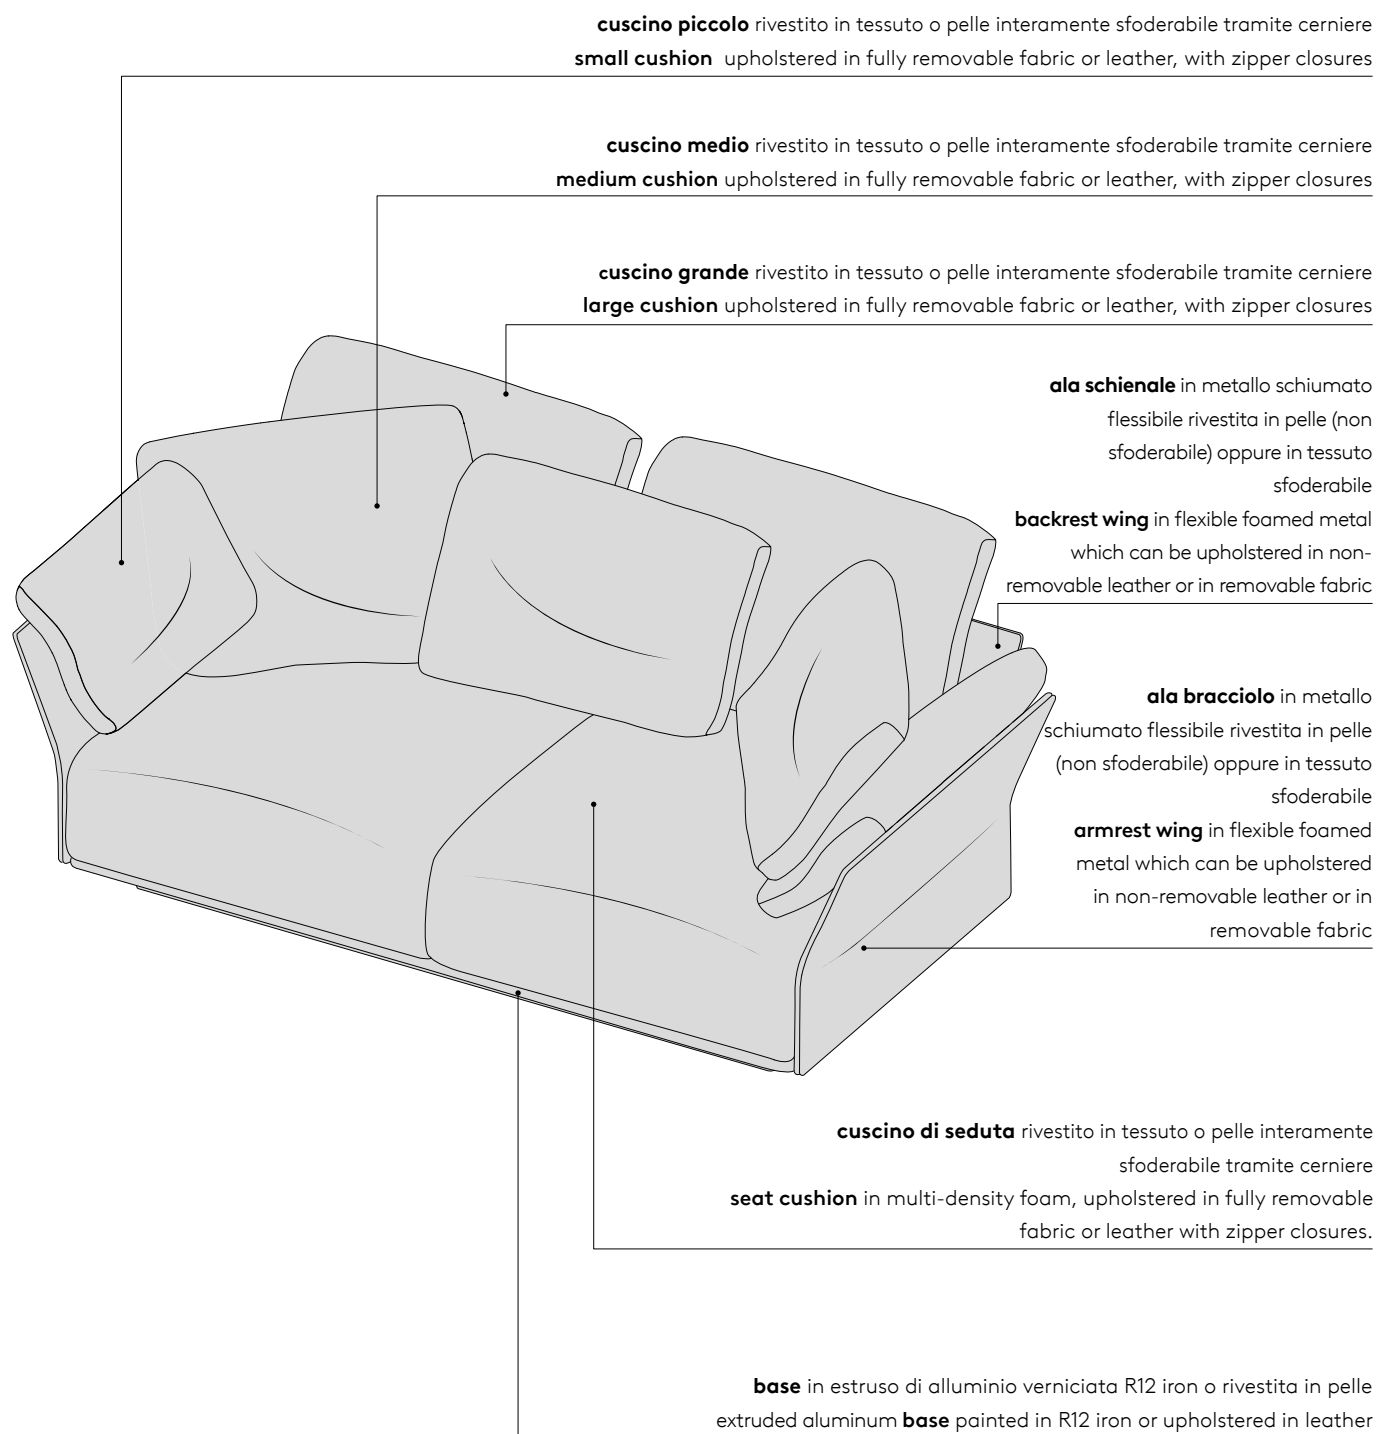 cuscino piccolo rivestito in tessuto o pelle interamente sfoderabile tramite cerniere
small cushion upholstered in fully removable fabric or leather, with zipper closures
cuscino medio rivestito in tessuto o pelle interamente sfoderabile tramite cerniere
medium cushion upholstered in fully removable fabric or leather, with zipper closures
cuscino grande rivestito in tessuto o pelle interamente sfoderabile tramite cerniere
large cushion upholstered in fully removable fabric or leather, with zipper closures
ala schienale in metallo schiumato
flessibile rivestita in pelle (non
sfoderabile) oppure in tessuto
sfoderabile
backrest wing in flexible foamed metal
which can be upholstered in non-
removable leather or in removable fabric
ala bracciolo in metallo
schiumato flessibile rivestita in pelle
(non sfoderabile) oppure in tessuto
sfoderabile
armrest wing in flexible foamed
metal which can be upholstered
in non-removable leather or in
removable fabric
cuscino di seduta rivestito in tessuto o pelle interamente
sfoderabile tramite cerniere
seat cushion in multi-density foam, upholstered in fully removable
fabric or leather with zipper closures.
base in estruso di alluminio verniciata R12 iron o rivestita in pelle
extruded aluminum base painted in R12 iron or upholstered in leather